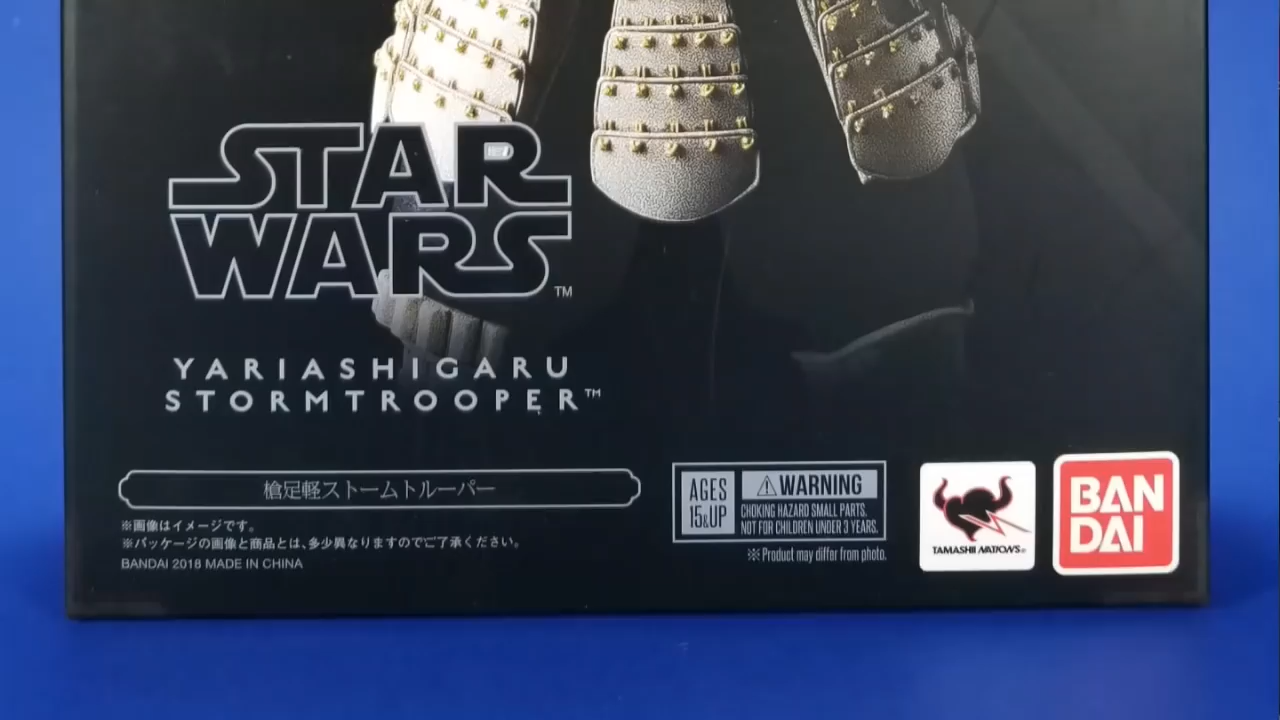 STAR
WARS™
YARIASHIGARU
STORMTROOPER™
槍足軽ストームトルーパー
※画像はイメージです。
※パッケージの画像と商品とは、多少異なりますのでご了承ください。
BANDAI 2018 MADE IN CHINA
AGES
15&UP
⚠WARNING
CHOKING HAZARD SMALL PARTS.
NOT FOR CHILDREN UNDER 3 YEARS.
※Product may differ from photo.
TAMASHII NATIONS®
BAN
DAI